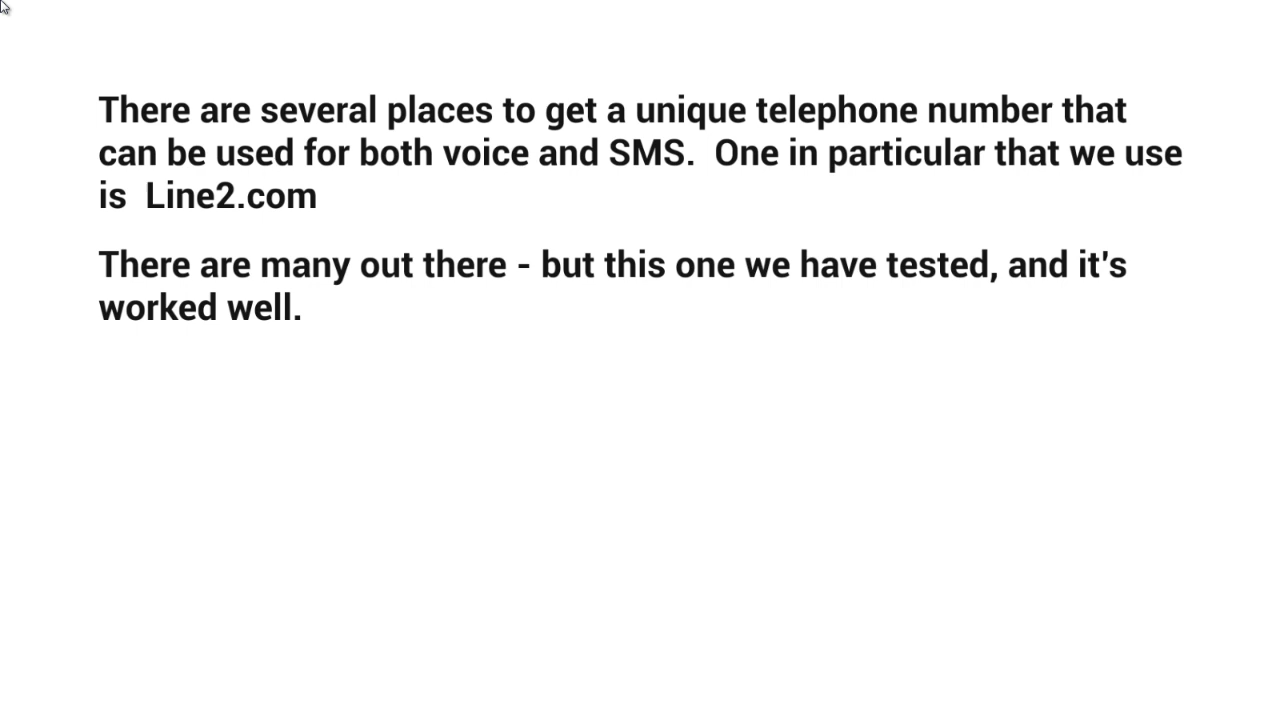 There are several places to get a unique telephone number that
can be used for both voice and SMS.  One in particular that we use
is  Line2.com
There are many out there - but this one we have tested, and it's
worked well.